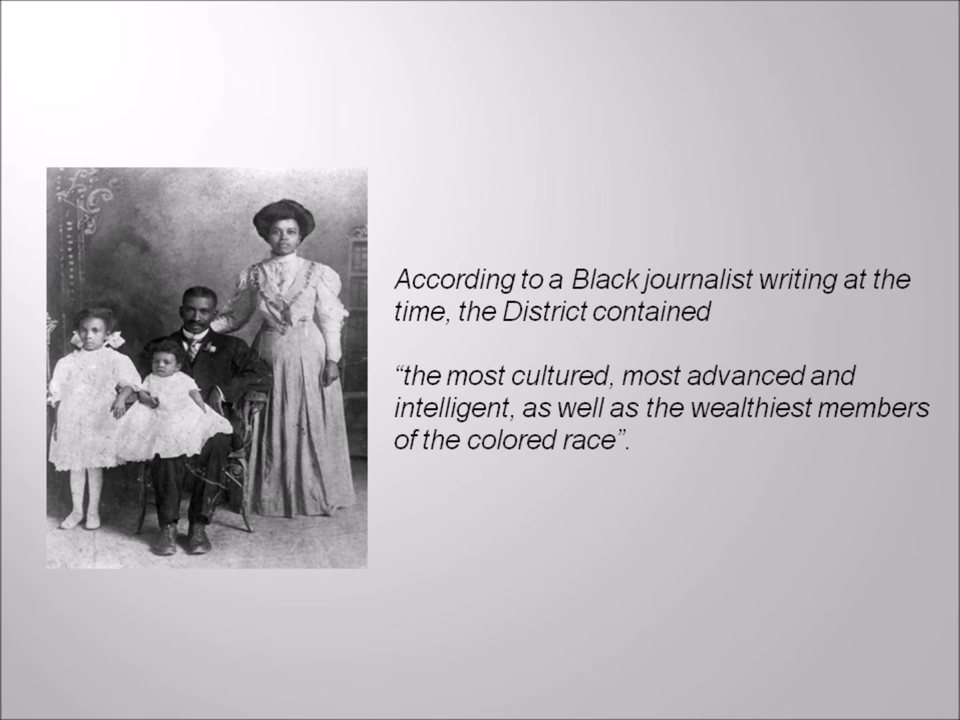 According to a Black journalist writing at the
time, the District contained
“the most cultured, most advanced and
intelligent, as well as the wealthiest members
of the colored race”.